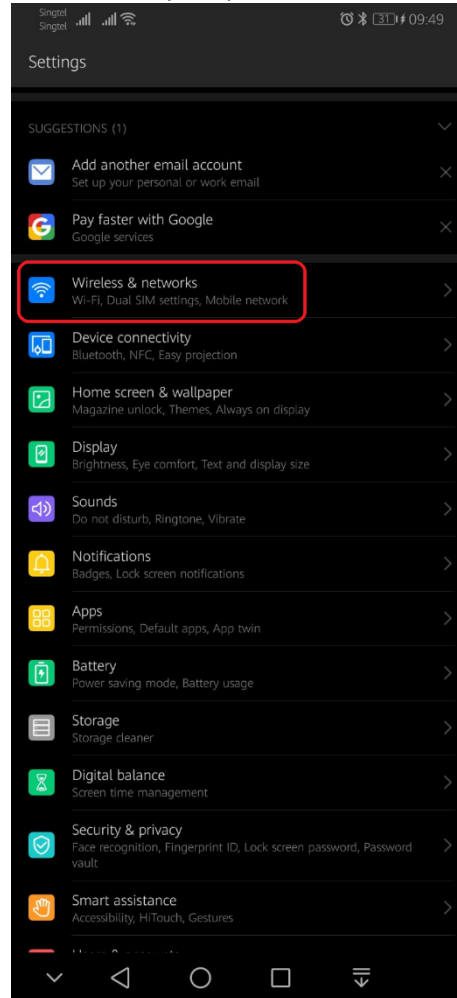 Singtel
Singtel
31
09:49
Settings
SUGGESTIONS (1)
Add another email account
Set up your personal or work email
Pay faster with Google
Google services
Wireless & networks
Wi-Fi, Dual SIM settings, Mobile network
Device connectivity
Bluetooth, NFC, Easy projection
Home screen & wallpaper
Magazine unlock, Themes, Always on display
Display
Brightness, Eye comfort, Text and display size
Sounds
Do not disturb, Ringtone, Vibrate
Notifications
Badges, Lock screen notifications
Apps
Permissions, Default apps, App twin
Battery
Power saving mode, Battery usage
Storage
Storage cleaner
Digital balance
Screen time management
Security & privacy
Face recognition, Fingerprint ID, Lock screen password, Password
vault
Smart assistance
Accessibility, HiTouch, Gestures